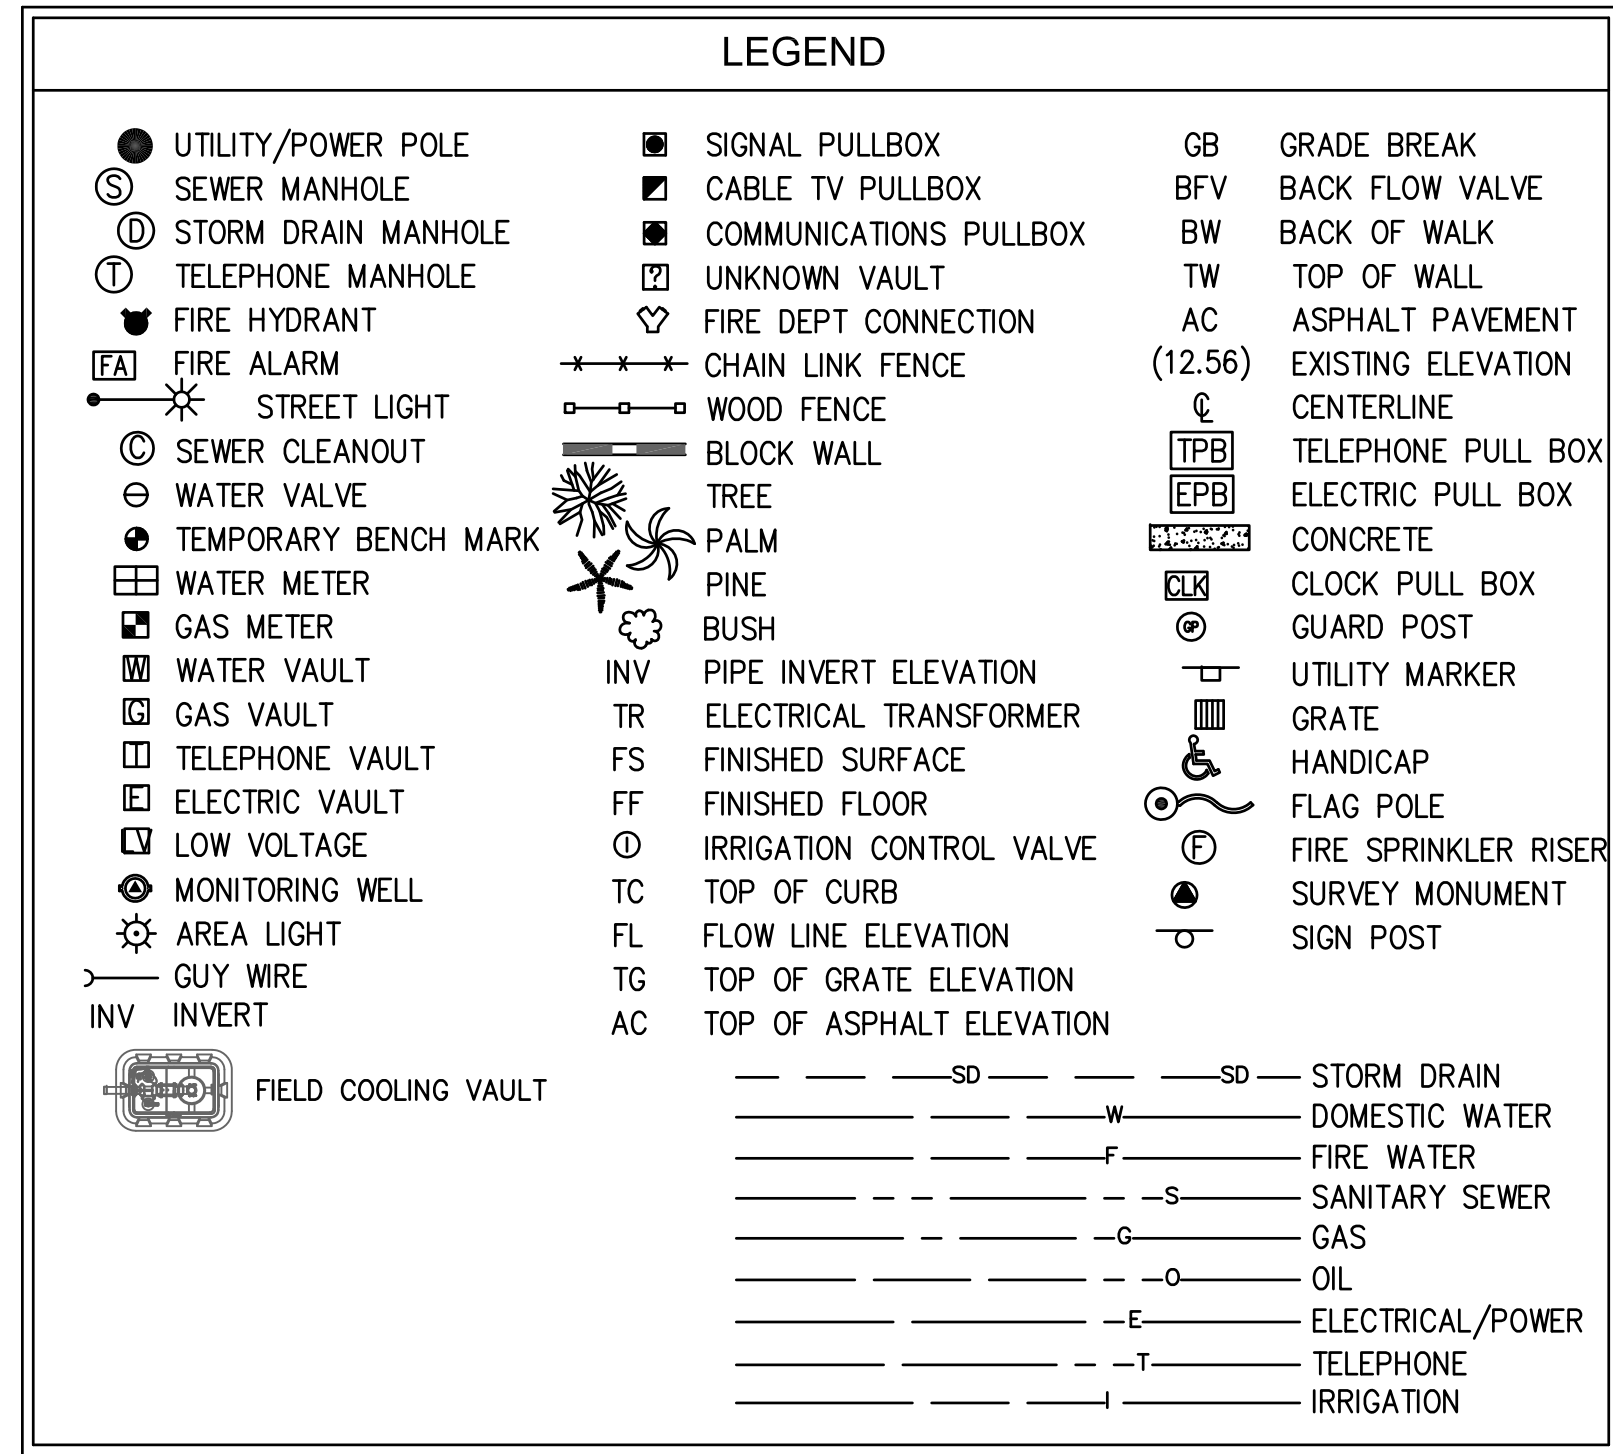 LEGEND
UTILITY/POWER POLE
S SEWER MANHOLE
D STORM DRAIN MANHOLE
T TELEPHONE MANHOLE
FIRE HYDRANT
FA FIRE ALARM
STREET LIGHT
C SEWER CLEANOUT
WATER VALVE
TEMPORARY BENCH MARK
WATER METER
GAS METER
W WATER VAULT
G GAS VAULT
T TELEPHONE VAULT
E ELECTRIC VAULT
LV LOW VOLTAGE
MONITORING WELL
AREA LIGHT
GUY WIRE
INV INVERT
FIELD COOLING VAULT
SIGNAL PULLBOX
CABLE TV PULLBOX
COMMUNICATIONS PULLBOX
? UNKNOWN VAULT
FIRE DEPT CONNECTION
CHAIN LINK FENCE
WOOD FENCE
BLOCK WALL
TREE
PALM
PINE
BUSH
INV PIPE INVERT ELEVATION
TR ELECTRICAL TRANSFORMER
FS FINISHED SURFACE
FF FINISHED FLOOR
I IRRIGATION CONTROL VALVE
TC TOP OF CURB
FL FLOW LINE ELEVATION
TG TOP OF GRATE ELEVATION
AC TOP OF ASPHALT ELEVATION
GB GRADE BREAK
BFV BACK FLOW VALVE
BW BACK OF WALK
TW TOP OF WALL
AC ASPHALT PAVEMENT
(12.56) EXISTING ELEVATION
℄ CENTERLINE
TPB TELEPHONE PULL BOX
EPB ELECTRIC PULL BOX
CONCRETE
CLK CLOCK PULL BOX
GP GUARD POST
UTILITY MARKER
GRATE
HANDICAP
FLAG POLE
F FIRE SPRINKLER RISER
SURVEY MONUMENT
SIGN POST
SD SD STORM DRAIN
W DOMESTIC WATER
F FIRE WATER
S SANITARY SEWER
G GAS
O OIL
E ELECTRICAL/POWER
T TELEPHONE
I IRRIGATION